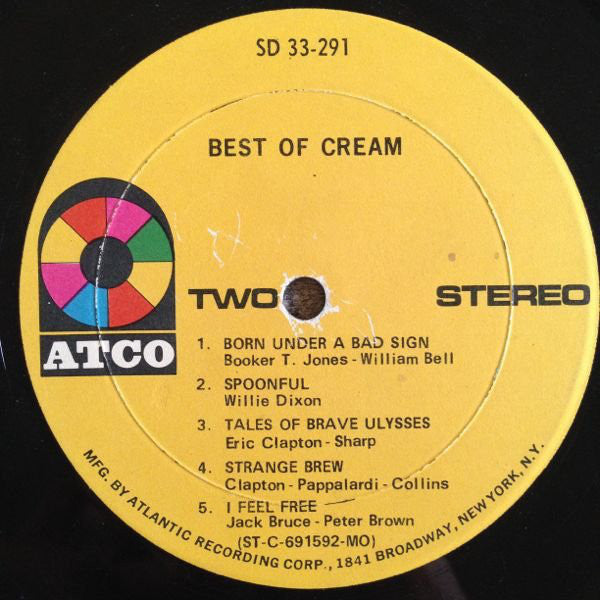 SD 33-291
BEST OF CREAM
ATCO
TWO STEREO
1. BORN UNDER A BAD SIGN
Booker T. Jones - William Bell
2. SPOONFUL
Willie Dixon
3. TALES OF BRAVE ULYSSES
Eric Clapton - Sharp
4. STRANGE BREW
Clapton - Pappalardi - Collins
5. I FEEL FREE
Jack Bruce - Peter Brown
(ST-C-691592-MO)
MFG. BY ATLANTIC RECORDING CORP., 1841 BROADWAY, NEW YORK, N.Y.